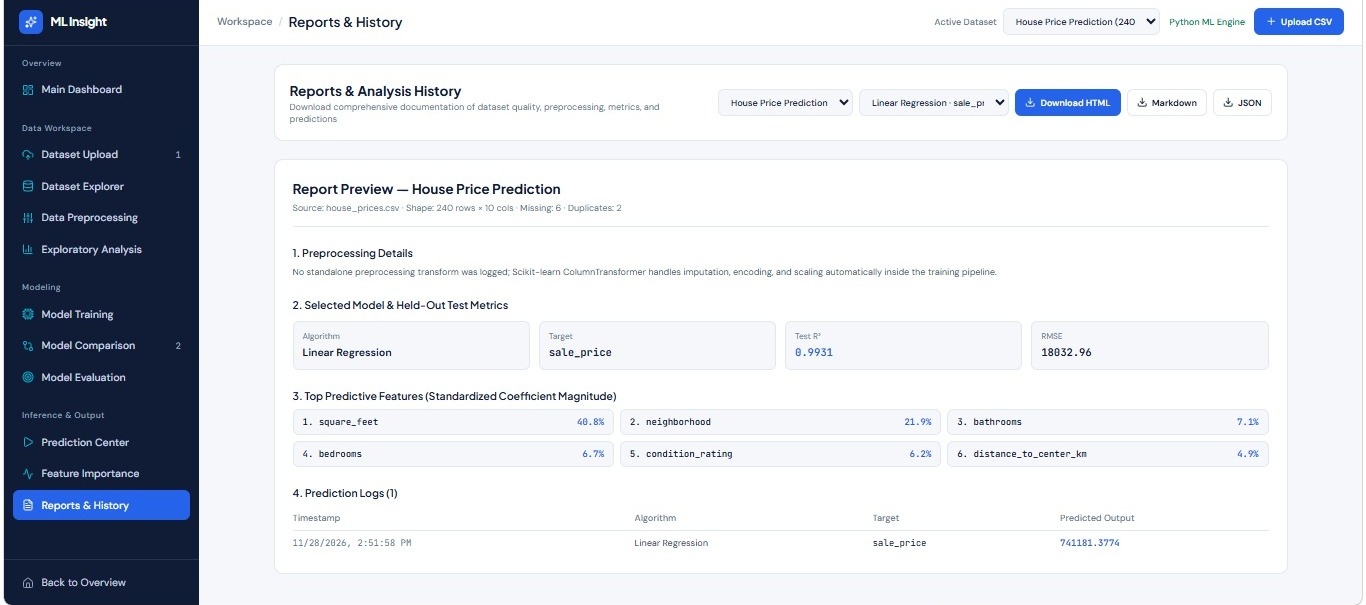 ML Insight
Overview
Main Dashboard
Data Workspace
Dataset Upload 1
Dataset Explorer
Data Preprocessing
Exploratory Analysis
Modeling
Model Training
Model Comparison 2
Model Evaluation
Inference & Output
Prediction Center
Feature Importance
Reports & History
Back to Overview
Workspace / Reports & History
Active Dataset House Price Prediction (240 Python ML Engine + Upload CSV
Reports & Analysis History
Download comprehensive documentation of dataset quality, preprocessing, metrics, and
predictions
House Price Prediction Linear Regression · sale_pr Download HTML Markdown JSON
Report Preview — House Price Prediction
Source: house_prices.csv · Shape: 240 rows × 10 cols · Missing: 6 · Duplicates: 2
1. Preprocessing Details
No standalone preprocessing transform was logged; Scikit-learn ColumnTransformer handles imputation, encoding, and scaling automatically inside the training pipeline.
2. Selected Model & Held-Out Test Metrics
Algorithm Target Test R² RMSE
Linear Regression sale_price 0.9931 18032.96
3. Top Predictive Features (Standardized Coefficient Magnitude)
1. square_feet 40.8% 2. neighborhood 21.9% 3. bathrooms 7.1%
4. bedrooms 6.7% 5. condition_rating 6.2% 6. distance_to_center_km 4.9%
4. Prediction Logs (1)
Timestamp Algorithm Target Predicted Output
11/28/2026, 2:51:58 PM Linear Regression sale_price 741181.3774